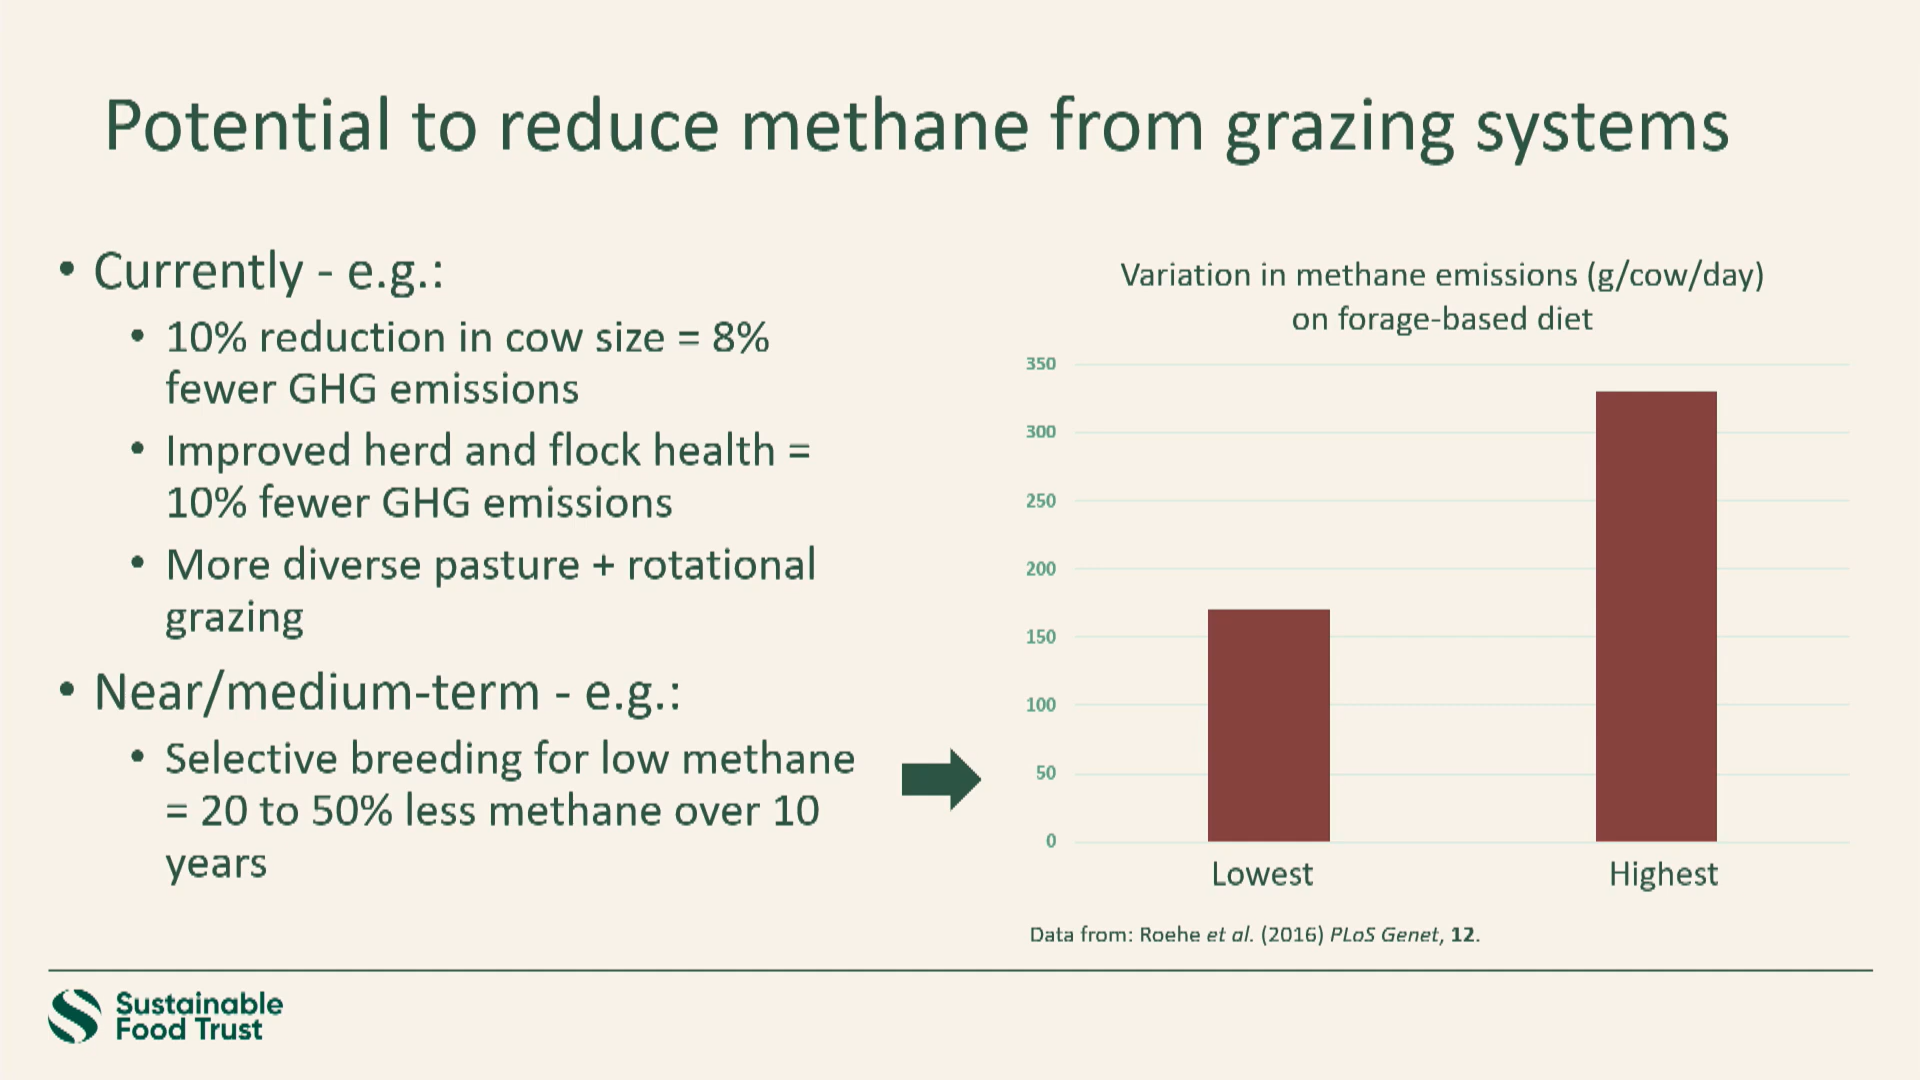 Potential to reduce methane from grazing systems
• Currently - e.g.:
• 10% reduction in cow size = 8%
fewer GHG emissions
• Improved herd and flock health =
10% fewer GHG emissions
• More diverse pasture + rotational
grazing
• Near/medium-term - e.g.:
• Selective breeding for low methane
= 20 to 50% less methane over 10
years
Variation in methane emissions (g/cow/day)
on forage-based diet
350
300
250
200
150
100
50
0
Lowest Highest
Data from: Roehe et al. (2016) PLoS Genet, 12.
Sustainable
Food Trust